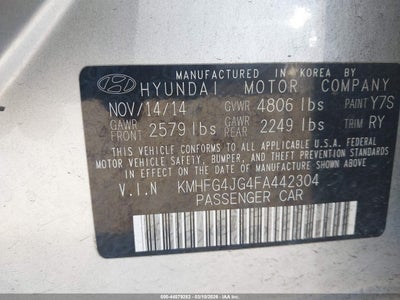 MANUFACTURED IN KOREA BY
HYUNDAI MOTOR COMPANY
NOV/14/14 GVWR 4806 lbs PAINT Y7S
GAWR FRONT 2579 lbs GAWR REAR 2249 lbs TRIM RY
THIS VEHICLE CONFORMS TO ALL APPLICABLE U.S.A FEDERAL
MOTOR VEHICLE SAFETY, BUMPER, AND THEFT PREVENTION
STANDARDS IN EFFECT ON THE DATE OF MANUFACTURE
SHOWN ABOVE.
V.I.N KMHFG4JG4FA442304
PASSENGER CAR